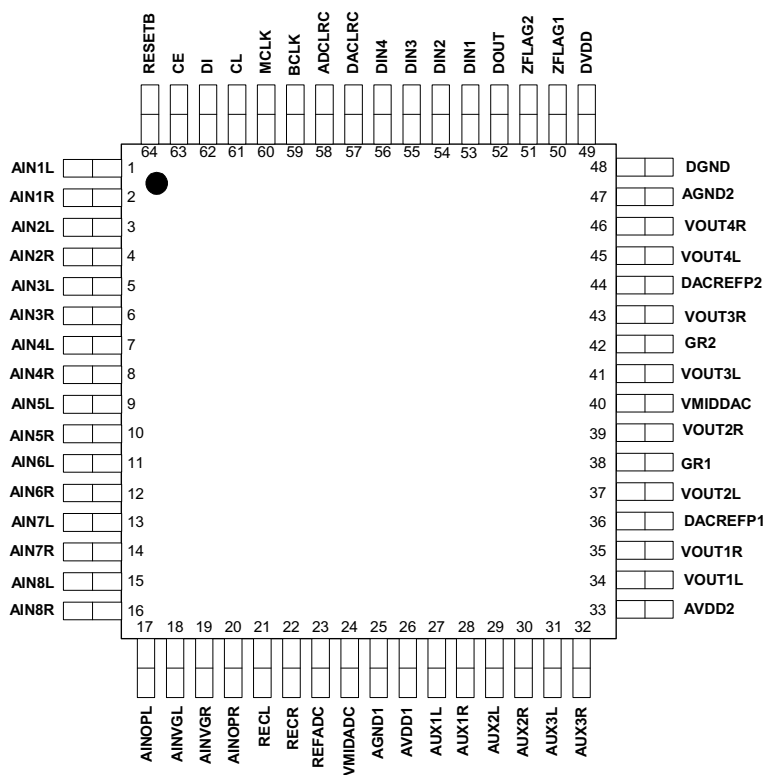 RESETB CE DI CL MCLK BCLK ADCLRC DACLRC DIN4 DIN3 DIN2 DIN1 DOUT ZFLAG2 ZFLAG1 DVDD
64 63 62 61 60 59 58 57 56 55 54 53 52 51 50 49
AIN1L 1 48 DGND
AIN1R 2 47 AGND2
AIN2L 3 46 VOUT4R
AIN2R 4 45 VOUT4L
AIN3L 5 44 DACREFP2
AIN3R 6 43 VOUT3R
AIN4L 7 42 GR2
AIN4R 8 41 VOUT3L
AIN5L 9 40 VMIDDAC
AIN5R 10 39 VOUT2R
AIN6L 11 38 GR1
AIN6R 12 37 VOUT2L
AIN7L 13 36 DACREFP1
AIN7R 14 35 VOUT1R
AIN8L 15 34 VOUT1L
AIN8R 16 33 AVDD2
17 18 19 20 21 22 23 24 25 26 27 28 29 30 31 32
AINOPL AINVGL AINVGR AINOPR RECL RECR REFADC VMIDADC AGND1 AVDD1 AUX1L AUX1R AUX2L AUX2R AUX3L AUX3R